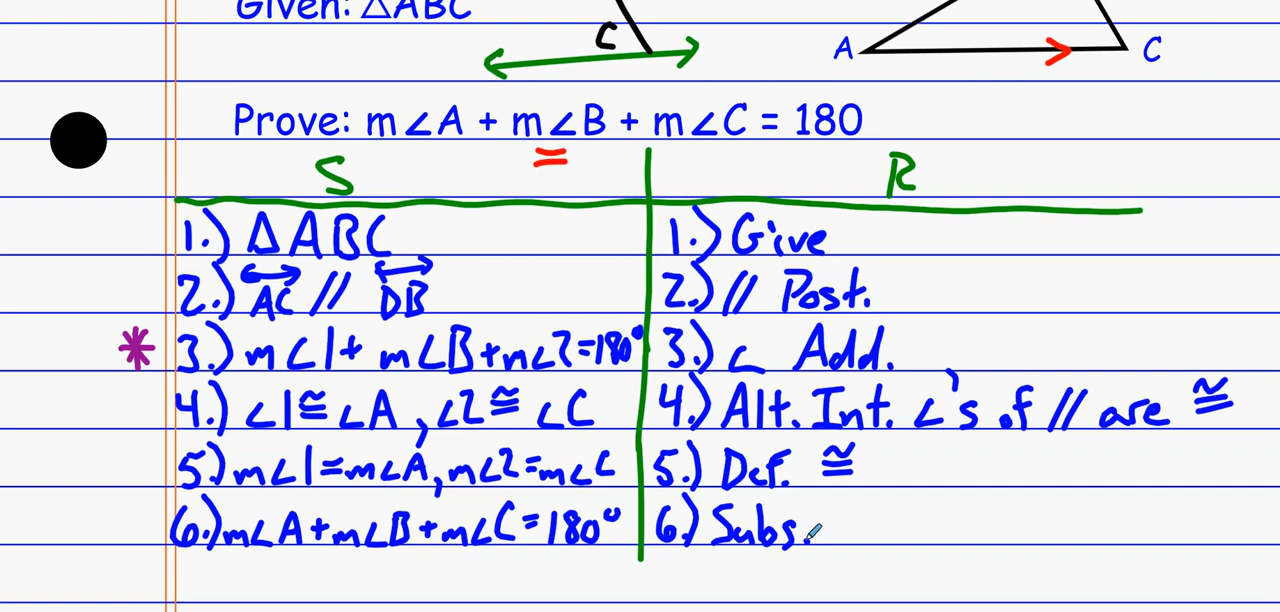 Given: △ABC
C
A C
Prove: m∠A + m∠B + m∠C = 180
S R
1.) △ABC 1.) Give
2.) AC // DB 2.) // Post.
* 3.) m∠1+ m∠B+m∠2=180° 3.) ∠ Add.
4.) ∠1≅∠A, ∠2≅∠C 4.) Alt. Int. ∠'s of // are ≅
5.) m∠1=m∠A, m∠2=m∠C 5.) Def. ≅
6.) m∠A+m∠B+m∠C=180° 6.) Subs.